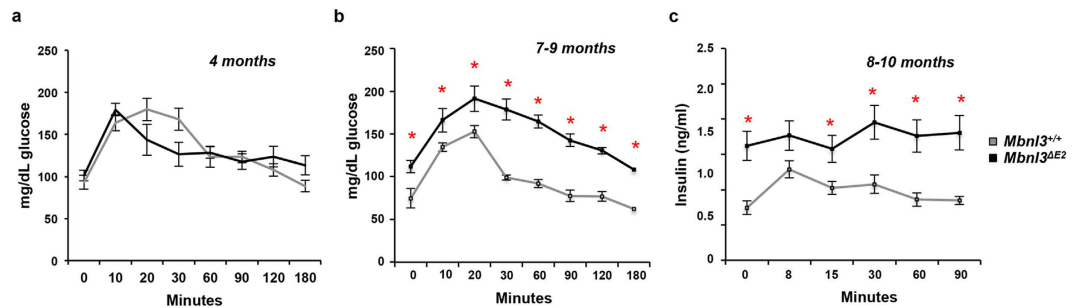 a
4 months
mg/dL glucose
250
200
150
100
50
0
0 10 20 30 60 90 120 180
Minutes
b
7-9 months
mg/dL glucose
250
200
150
100
50
0
* * * * * * * *
0 10 20 30 60 90 120 180
Minutes
c
8-10 months
Insulin (ng/ml)
2.5
2.0
1.5
1.0
0.5
0
* * * * *
0 8 15 30 60 90
Minutes
Mbnl3+/+
Mbnl3ΔE2